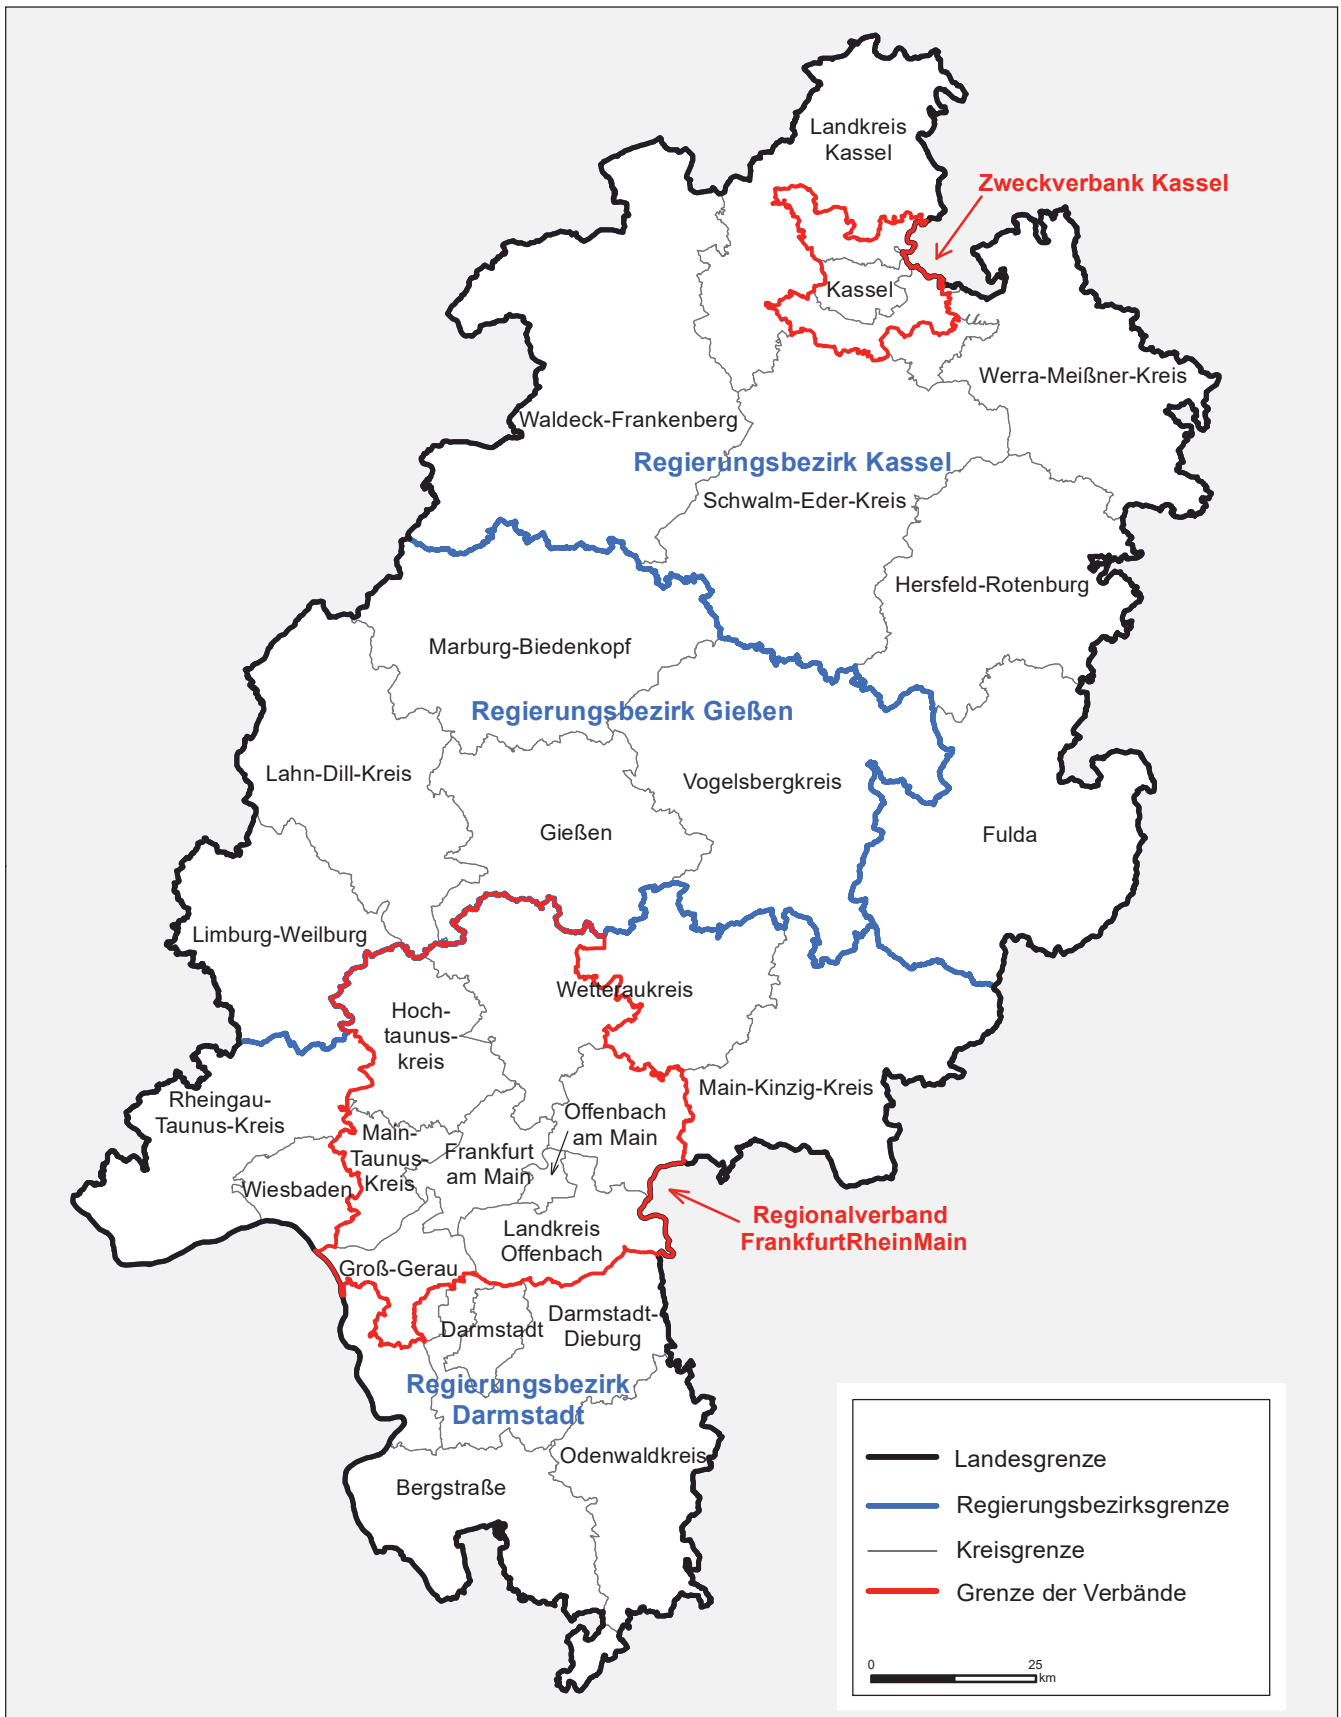 Landkreis
Kassel
Zweckverbank Kassel
Kassel
Werra-Meißner-Kreis
Waldeck-Frankenberg
Regierungsbezirk Kassel
Schwalm-Eder-Kreis
Hersfeld-Rotenburg
Marburg-Biedenkopf
Regierungsbezirk Gießen
Lahn-Dill-Kreis
Vogelsbergkreis
Gießen
Fulda
Limburg-Weilburg
Wetteraukreis
Hoch-
taunus-
kreis
Main-Kinzig-Kreis
Rheingau-
Taunus-Kreis
Offenbach
am Main
Main-
Taunus-
Kreis
Frankfurt
am Main
Wiesbaden
Regionalverband
FrankfurtRheinMain
Landkreis
Offenbach
Groß-Gerau
Darmstadt
Darmstadt-
Dieburg
Regierungsbezirk
Darmstadt
Odenwaldkreis
Bergstraße
Landesgrenze
Regierungsbezirksgrenze
Kreisgrenze
Grenze der Verbände
0 25
km